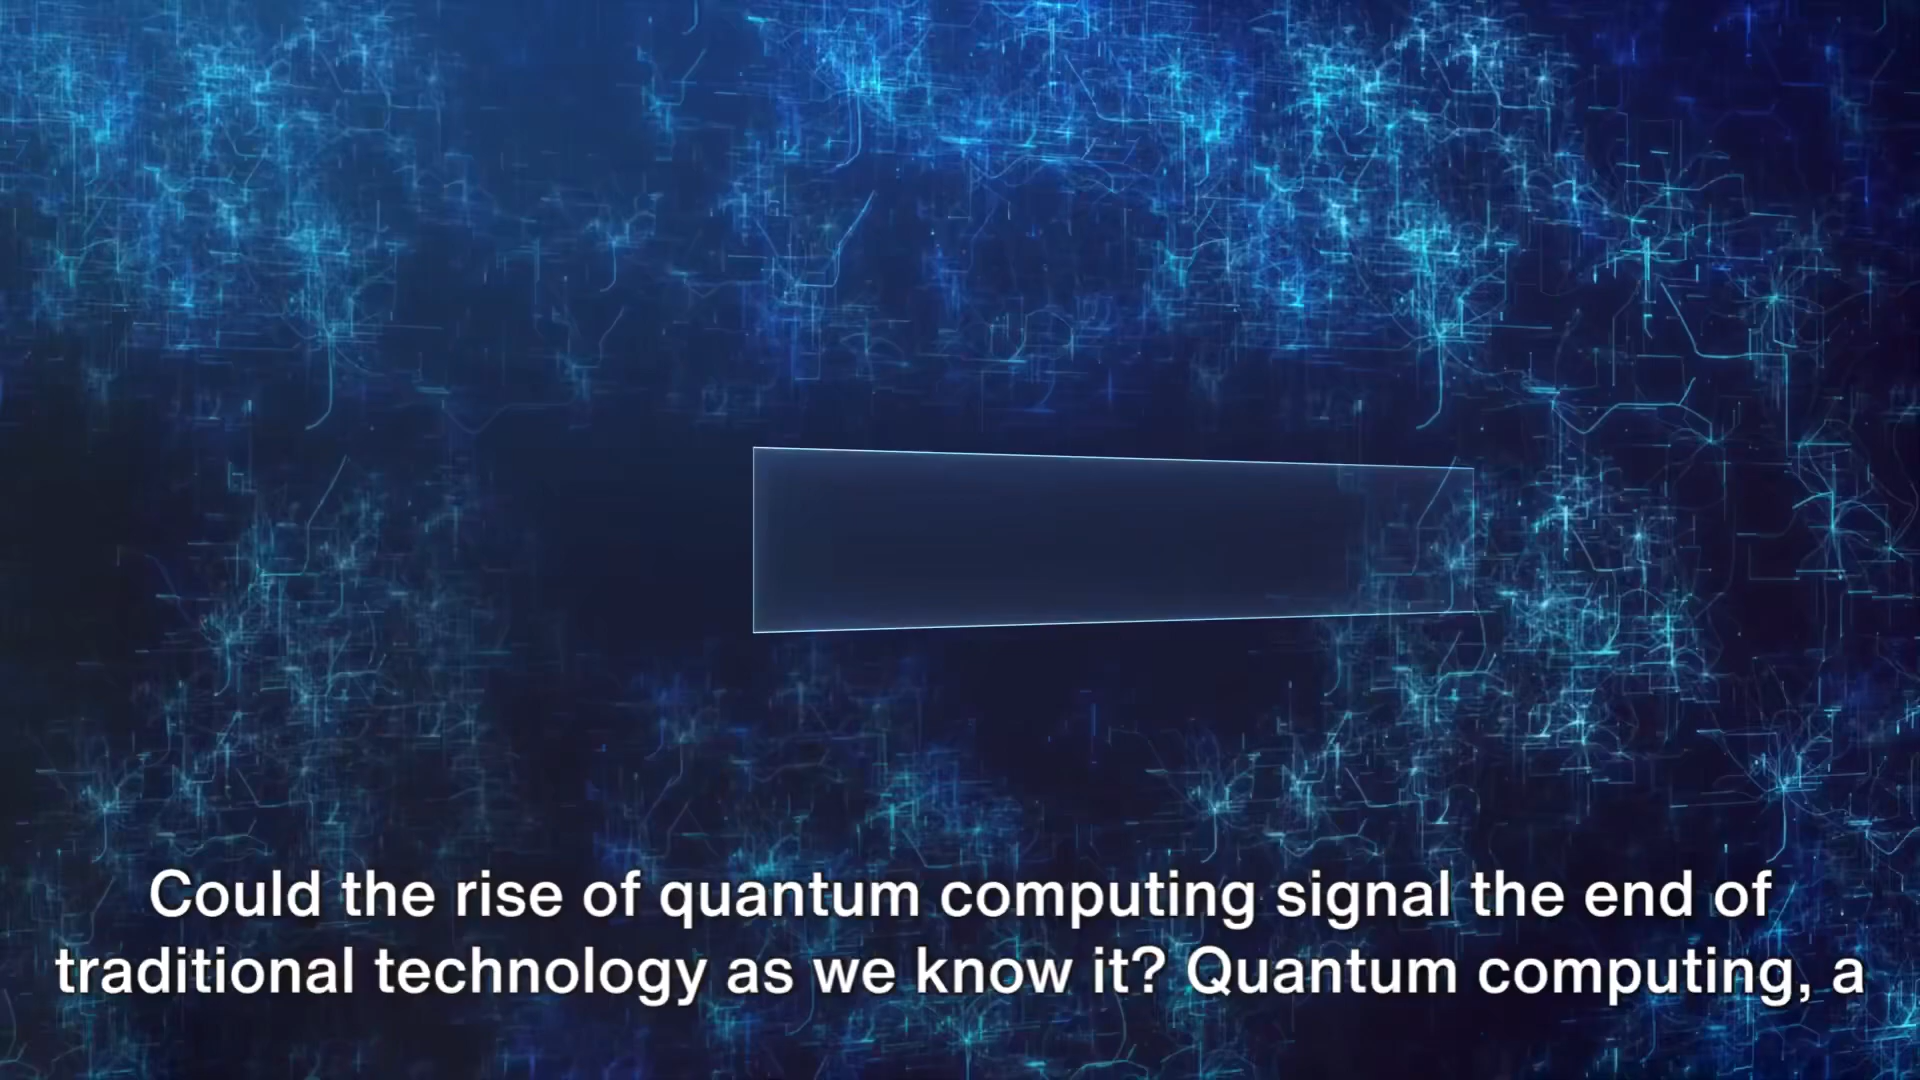 Could the rise of quantum computing signal the end of
traditional technology as we know it? Quantum computing, a